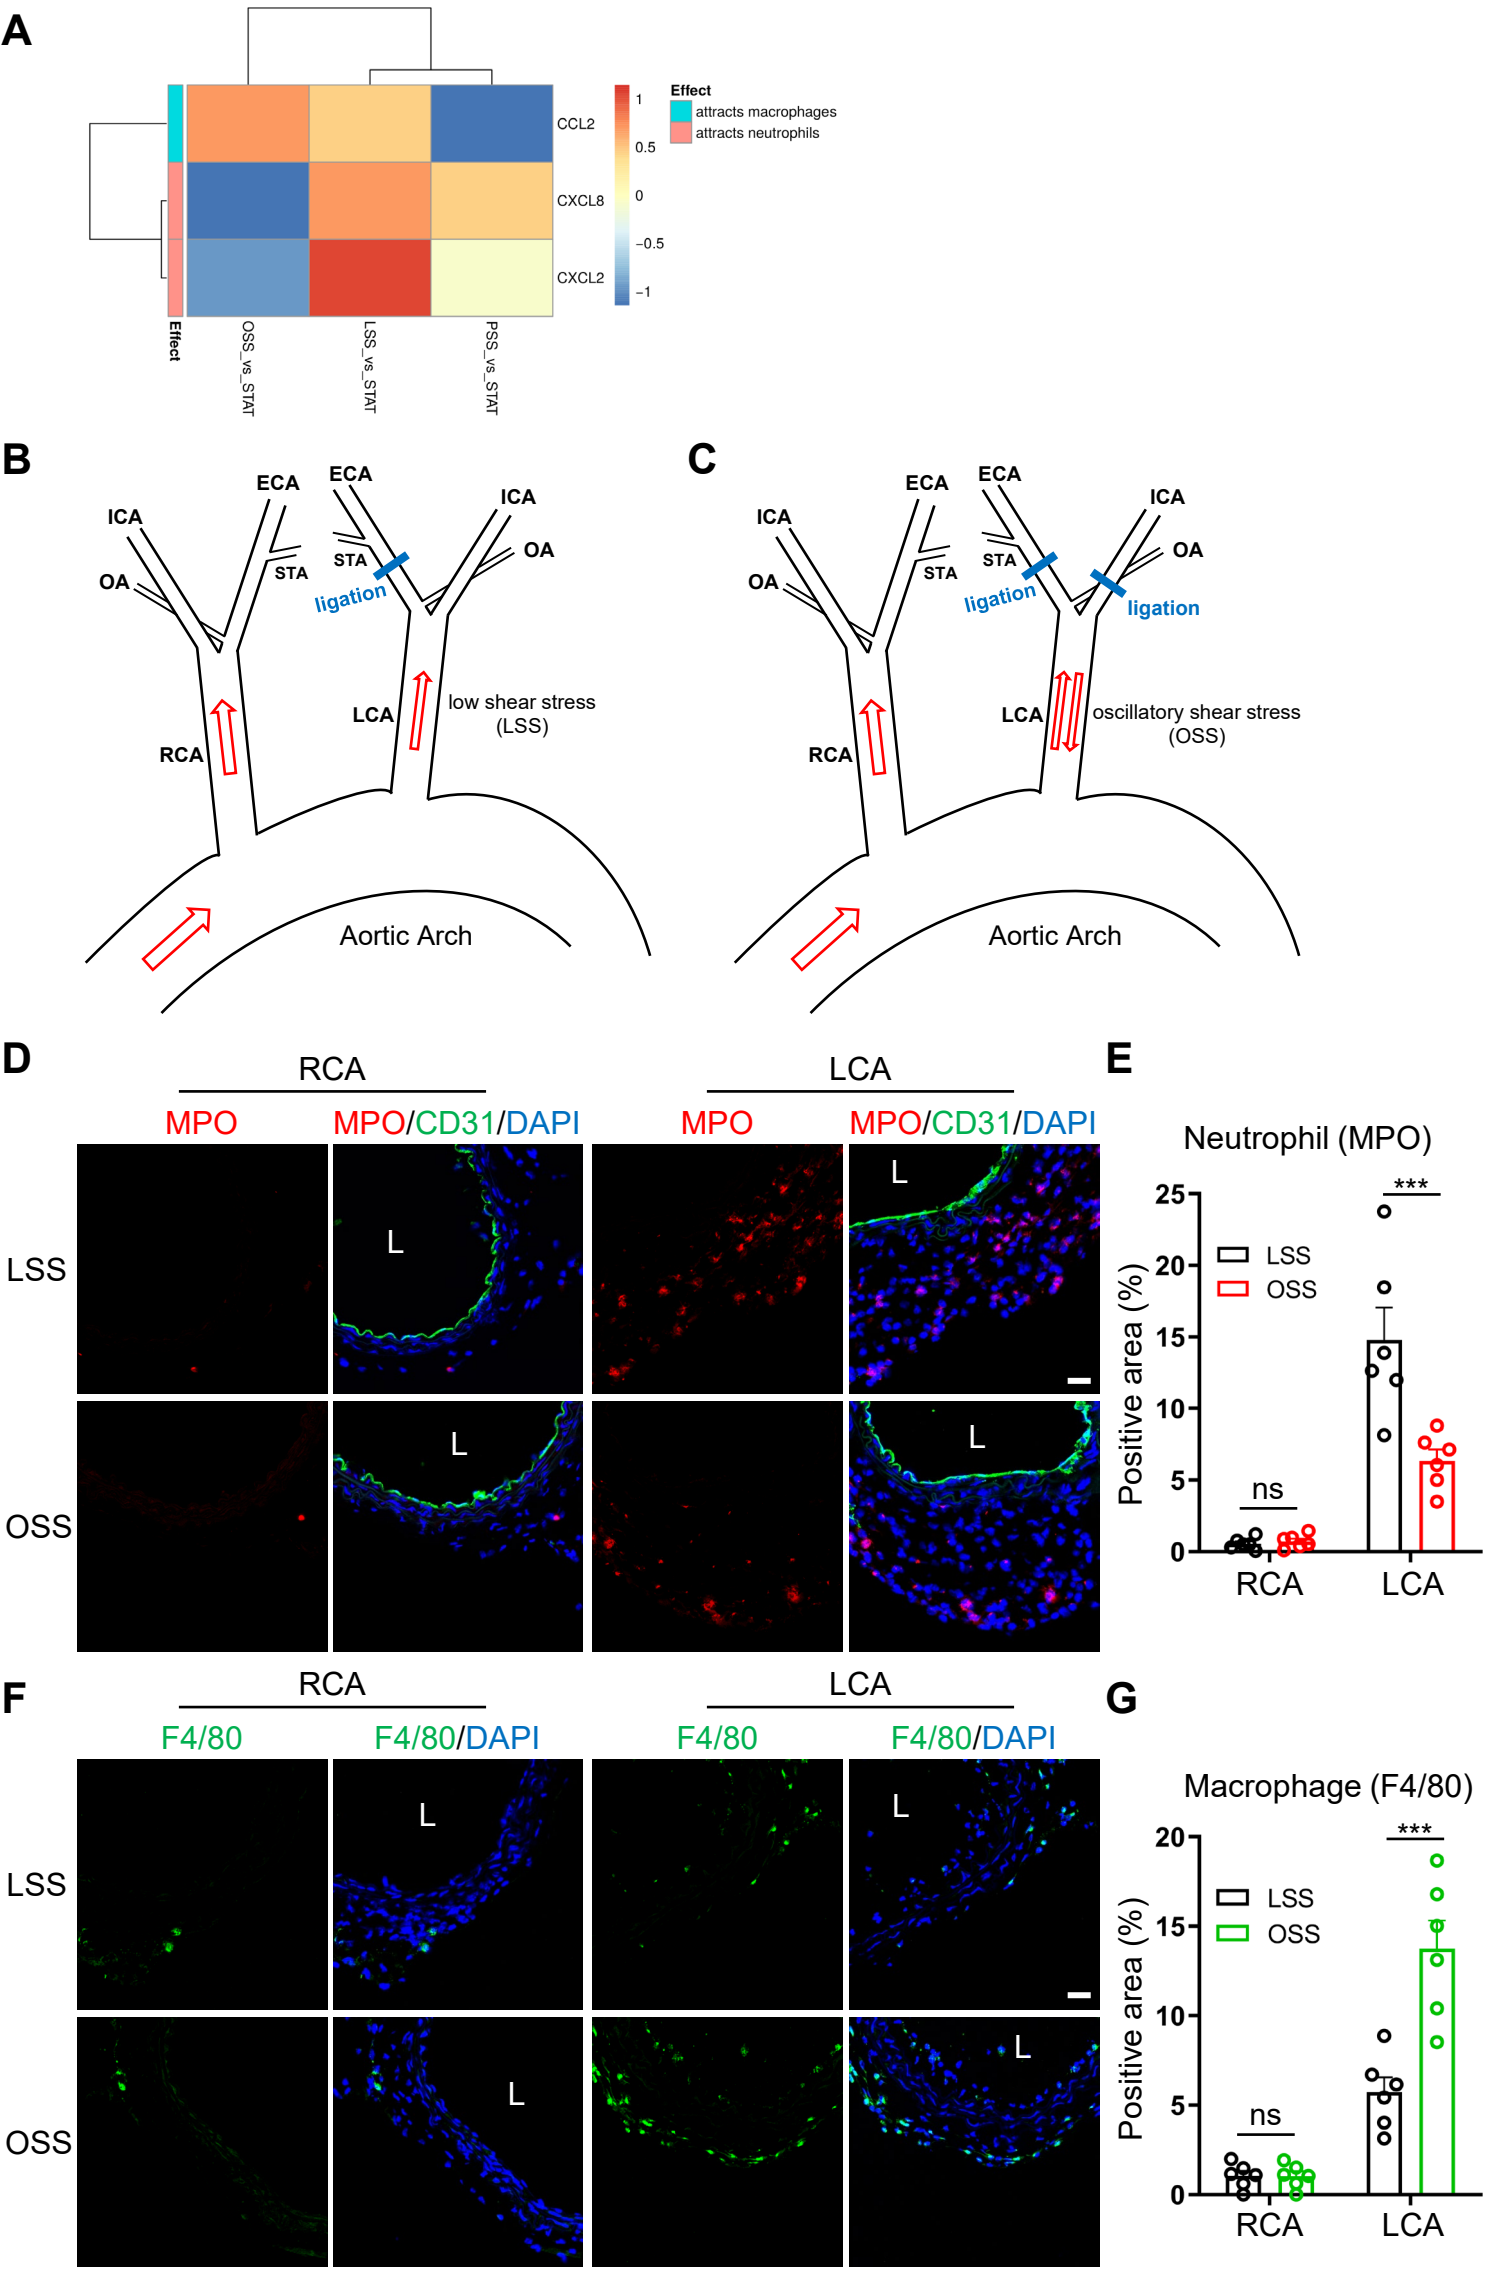 A
1
0.5
0
−0.5
−1
Effect
attracts macrophages
attracts neutrophils
CCL2
CXCL8
CXCL2
Effect
OSS_vs_STAT
LSS_vs_STAT
PSS_vs_STAT
B
ICA
ECA
ECA
ICA
OA
STA
STA
OA
ligation
RCA
LCA
low shear stress
(LSS)
Aortic Arch
C
ICA
ECA
ECA
ICA
OA
STA
STA
OA
ligation
ligation
RCA
LCA
oscillatory shear stress
(OSS)
Aortic Arch
D
RCA
LCA
MPO
MPO/CD31/DAPI
MPO
MPO/CD31/DAPI
LSS
L
L
OSS
L
L
E
Neutrophil (MPO)
Positive area (%)
25
20
15
10
5
0
LSS
OSS
ns
***
RCA
LCA
F
RCA
LCA
F4/80
F4/80/DAPI
F4/80
F4/80/DAPI
LSS
L
L
OSS
L
L
G
Macrophage (F4/80)
Positive area (%)
20
15
10
5
0
LSS
OSS
ns
***
RCA
LCA